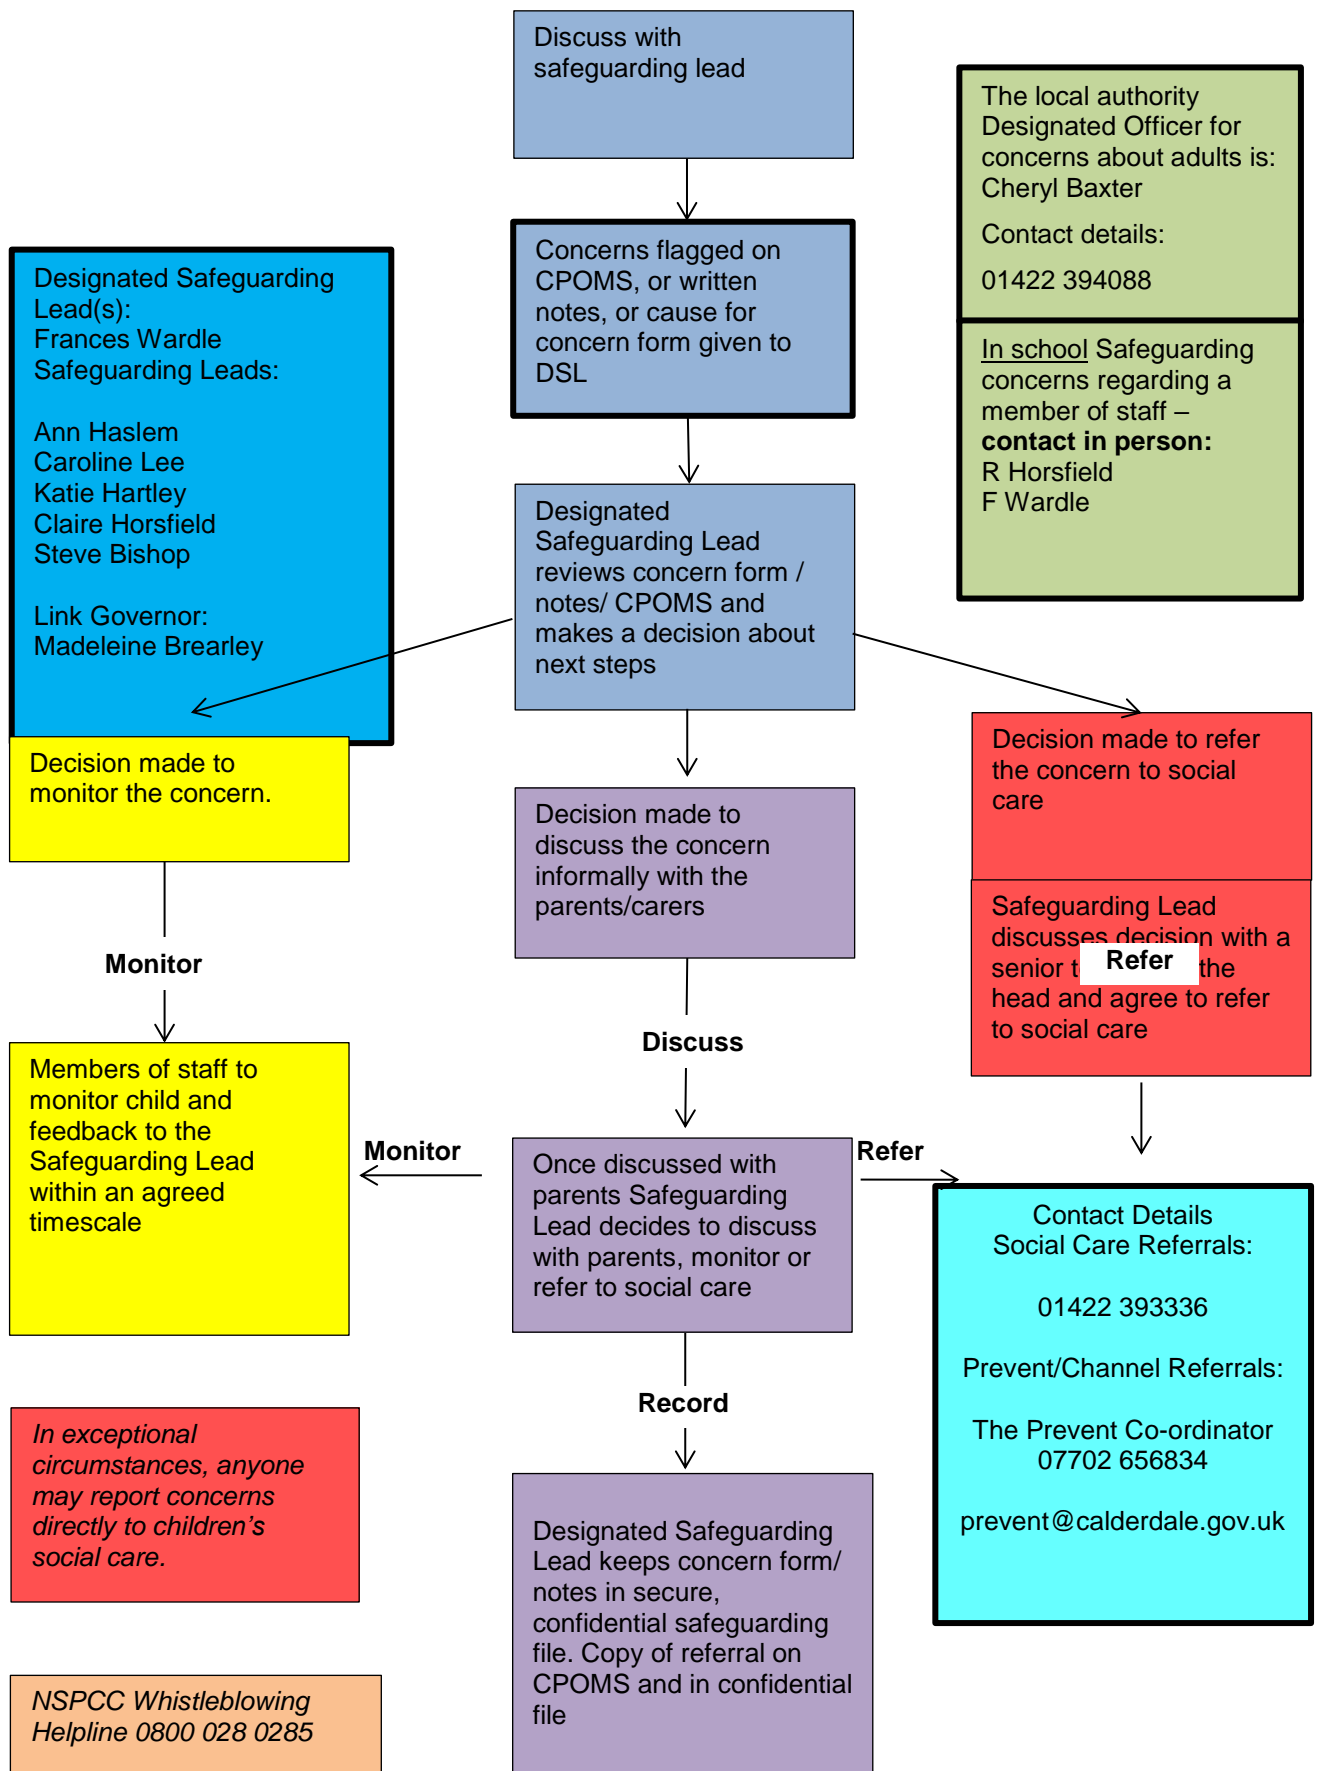 Discuss with
safeguarding lead
The local authority
Designated Officer for
concerns about adults is:
Cheryl Baxter
Contact details:
01422 394088
In school Safeguarding
concerns regarding a
member of staff –
contact in person:
R Horsfield
F Wardle
Concerns flagged on
CPOMS, or written
notes, or cause for
concern form given to
DSL
Designated Safeguarding
Lead(s):
Frances Wardle
Safeguarding Leads:
Ann Haslem
Caroline Lee
Katie Hartley
Claire Horsfield
Steve Bishop
Link Governor:
Madeleine Brearley
Designated
Safeguarding Lead
reviews concern form /
notes/ CPOMS and
makes a decision about
next steps
Decision made to
monitor the concern.
Decision made to
discuss the concern
informally with the
parents/carers
Decision made to refer
the concern to social
care
Safeguarding Lead
discusses decision with a
senior the
head and agree to refer
to social care
Refer
Monitor
Discuss
Members of staff to
monitor child and
feedback to the
Safeguarding Lead
within an agreed
timescale
Monitor
Once discussed with
parents Safeguarding
Lead decides to discuss
with parents, monitor or
refer to social care
Refer
Contact Details
Social Care Referrals:
01422 393336
Prevent/Channel Referrals:
The Prevent Co-ordinator
07702 656834
prevent@calderdale.gov.uk
Record
In exceptional
circumstances, anyone
may report concerns
directly to children’s
social care.
Designated Safeguarding
Lead keeps concern form/
notes in secure,
confidential safeguarding
file. Copy of referral on
CPOMS and in confidential
file
NSPCC Whistleblowing
Helpline 0800 028 0285